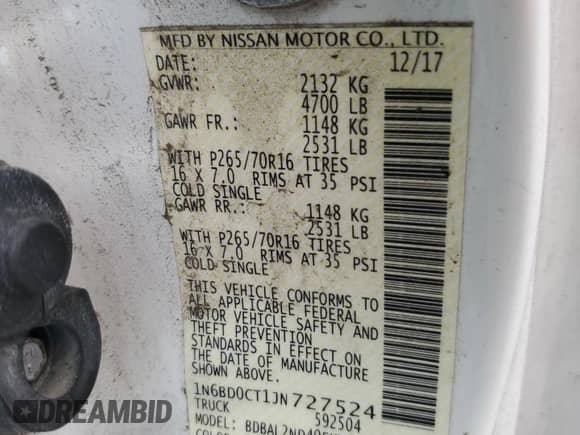 MFD BY NISSAN MOTOR CO., LTD.
DATE: 12/17
GVWR: 2132 KG
4700 LB
GAWR FR.: 1148 KG
2531 LB
WITH P265/70R16 TIRES
16 X 7.0 RIMS AT 35 PSI
COLD SINGLE
GAWR RR.: 1148 KG
2531 LB
WITH P265/70R16 TIRES
16 X 7.0 RIMS AT 35 PSI
COLD SINGLE
THIS VEHICLE CONFORMS TO
ALL APPLICABLE FEDERAL
MOTOR VEHICLE SAFETY AND
THEFT PREVENTION
STANDARDS IN EFFECT ON
THE DATE OF MANUFACTURE
SHOWN ABOVE.
1N6BD0CT1JN727524
TRUCK 592504
MODEL: